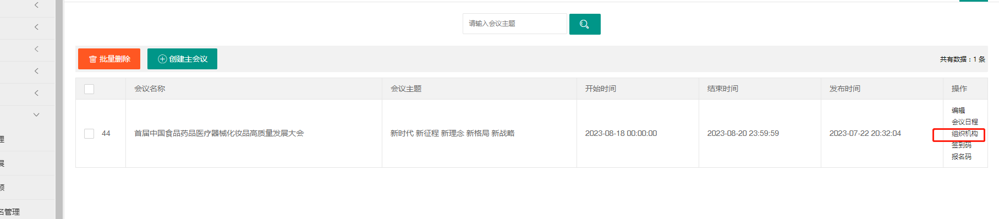 请输入会议主题
批量删除 创建主会议 共有数据：1 条
会议名称 会议主题 开始时间 结束时间 发布时间 操作
44 首届中国食品药品医疗器械化妆品高质量发展大会 新时代 新征程 新理念 新格局 新战略 2023-08-18 00:00:00 2023-08-20 23:59:59 2023-07-22 20:32:04
编辑
会议日程
组织机构
签到码
报名码
理
展
顾
名管理